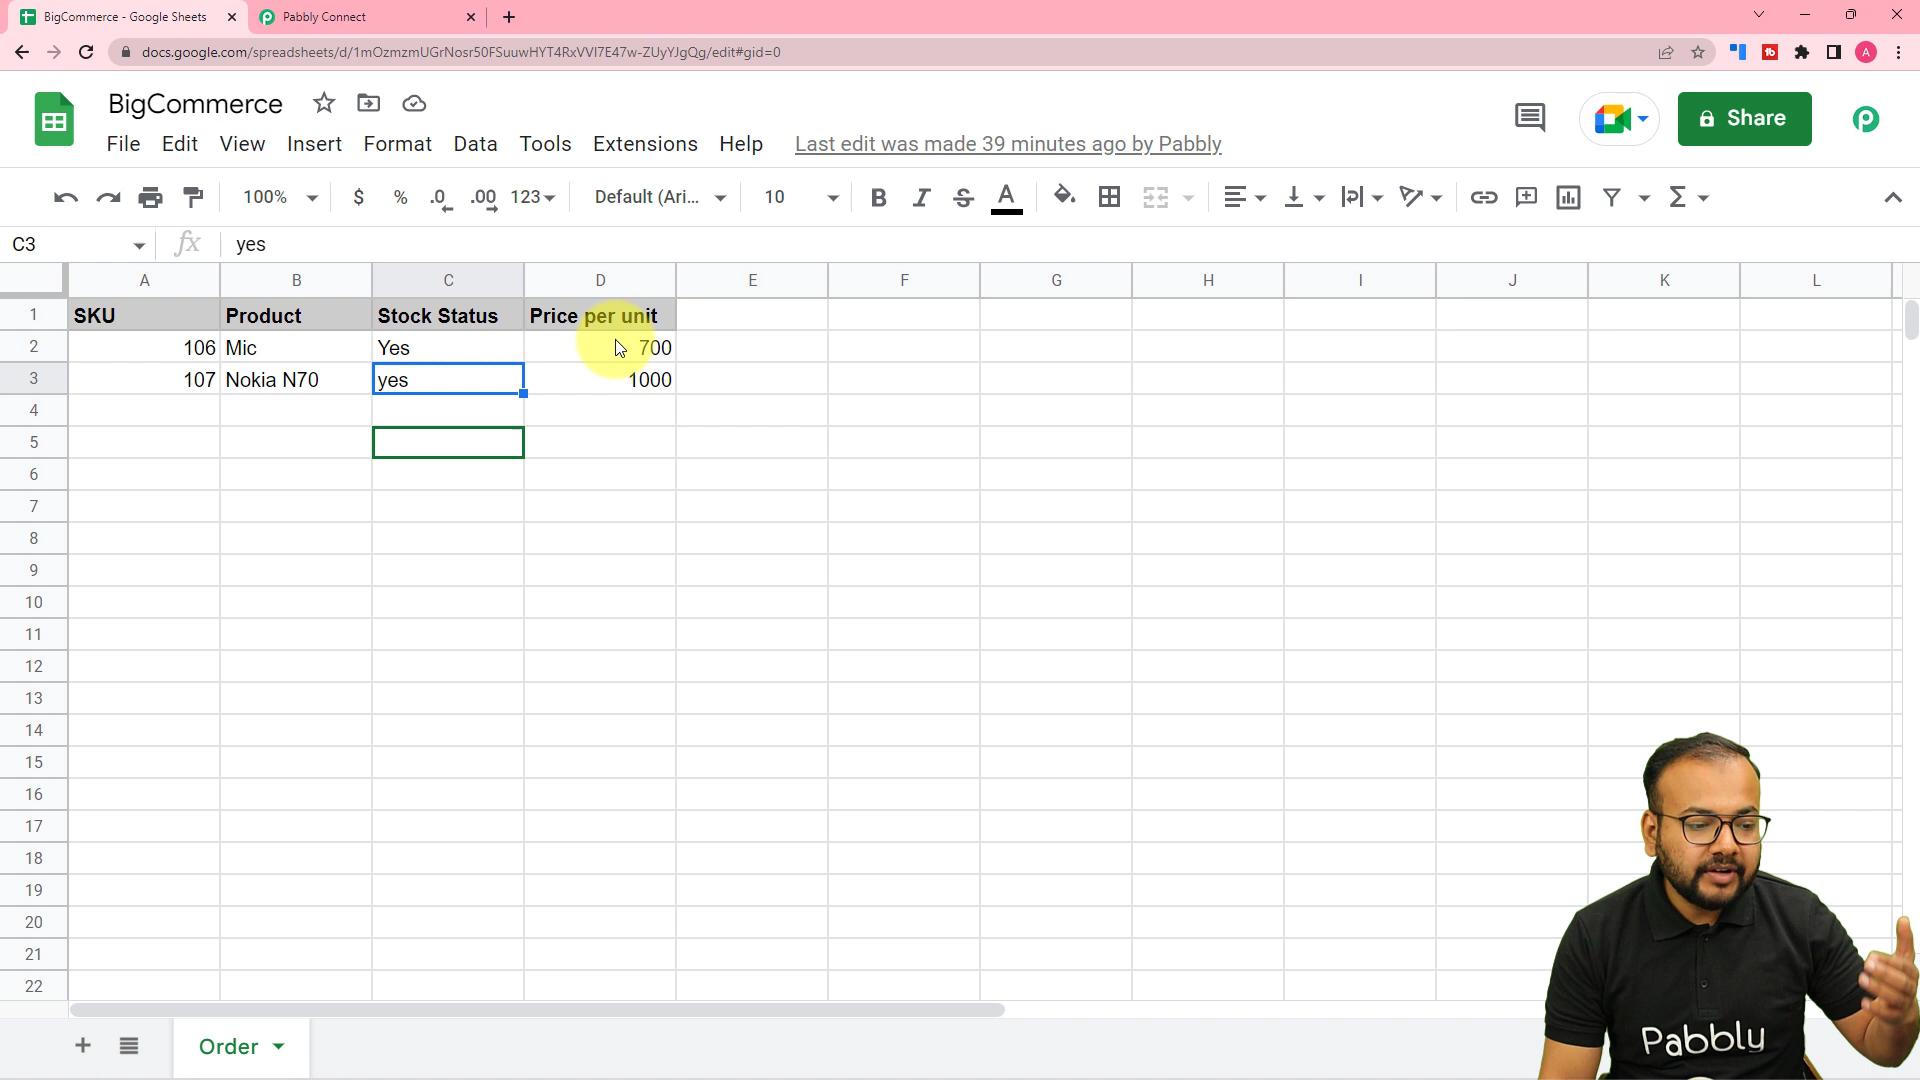 BigCommerce - Google Sheets
Pabbly Connect
docs.google.com/spreadsheets/d/1mOzmzmUGrNosr50FSuuwHYT4RxVVI7E47w-ZUyYJgQg/edit#gid=0
A
BigCommerce
File Edit View Insert Format Data Tools Extensions Help Last edit was made 39 minutes ago by Pabbly
Share
100% $ % .0 .00 123 Default (Ari... 10 B I S A Σ
C3 fx yes
A B C D E F G H I J K L
1 SKU Product Stock Status Price per unit
2 106 Mic Yes 700
3 107 Nokia N70 yes 1000
4
5
6
7
8
9
10
11
12
13
14
15
16
17
18
19
20
21
22
Pabbly
Order